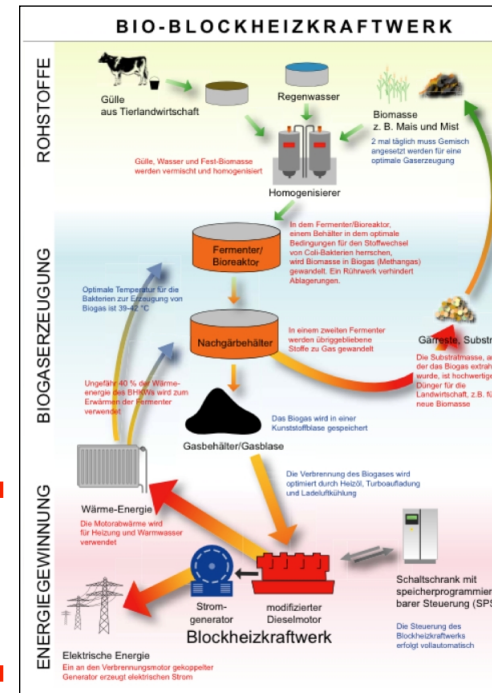 BIO-BLOCKHEIZKRAFTWERK
ROHSTOFFE
Gülle
aus Tierlandwirtschaft
Regenwasser
Biomasse
z. B. Mais und Mist
2 mal täglich muss Gemisch
angesetzt werden für eine
optimale Gaserzeugung
Gülle, Wasser und Fest-Biomasse
werden vermischt und homogenisiert
Homogenisierer
BIOGASERZEUGUNG
Fermenter/
Bioreaktor
In dem Fermenter/Bioreaktor,
einem Behälter in dem optimale
Bedingungen für den Stoffwechsel
von Coli-Bakterien herrschen,
wird Biomasse in Biogas (Methangas)
gewandelt. Ein Rührwerk verhindert
Ablagerungen.
Optimale Temperatur für die
Bakterien zur Erzeugung von
Biogas ist 39-42 °C
Nachgärbehälter
In einem zweiten Fermenter
werden übriggebliebene
Stoffe zu Gas gewandelt
Gärreste, Substr
Die Substratmasse, a
der das Biogas extrah
wurde, ist hochwertige
Dünger für die
Landwirtschaft, z.B. fü
neue Biomasse
Ungefähr 40 % der Wärme-
energie des BHKWs wird zum
Erwärmen der Fermenter
verwendet
Das Biogas wird in einer
Kunststoffblase gespeichert
Gasbehälter/Gasblase
ENERGIEGEWINNUNG
Die Verbrennung des Biogases wird
optimiert durch Heizöl, Turboaufladung
und Ladeluftkühlung
Wärme-Energie
Die Motorabwärme wird
für Heizung und Warmwasser
verwendet
Strom-
generator
modifizierter
Dieselmotor
Blockheizkraftwerk
Schaltschrank mit
speicherprogrammier
barer Steuerung (SPS
Die Steuerung des
Blockheizkraftwerks
erfolgt vollautomatisch
Elektrische Energie
Ein an den Verbrennungsmotor gekoppelter
Generator erzeugt elektrischen Strom